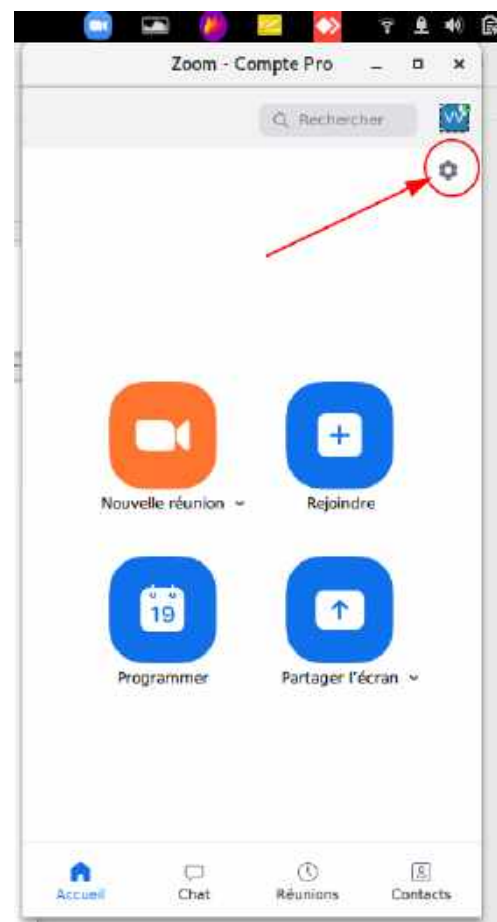 Zoom - Compte Pro
Rechercher
Nouvelle réunion
Rejoindre
19
Programmer
Partager l'écran
Accueil
Chat
Réunions
Contacts